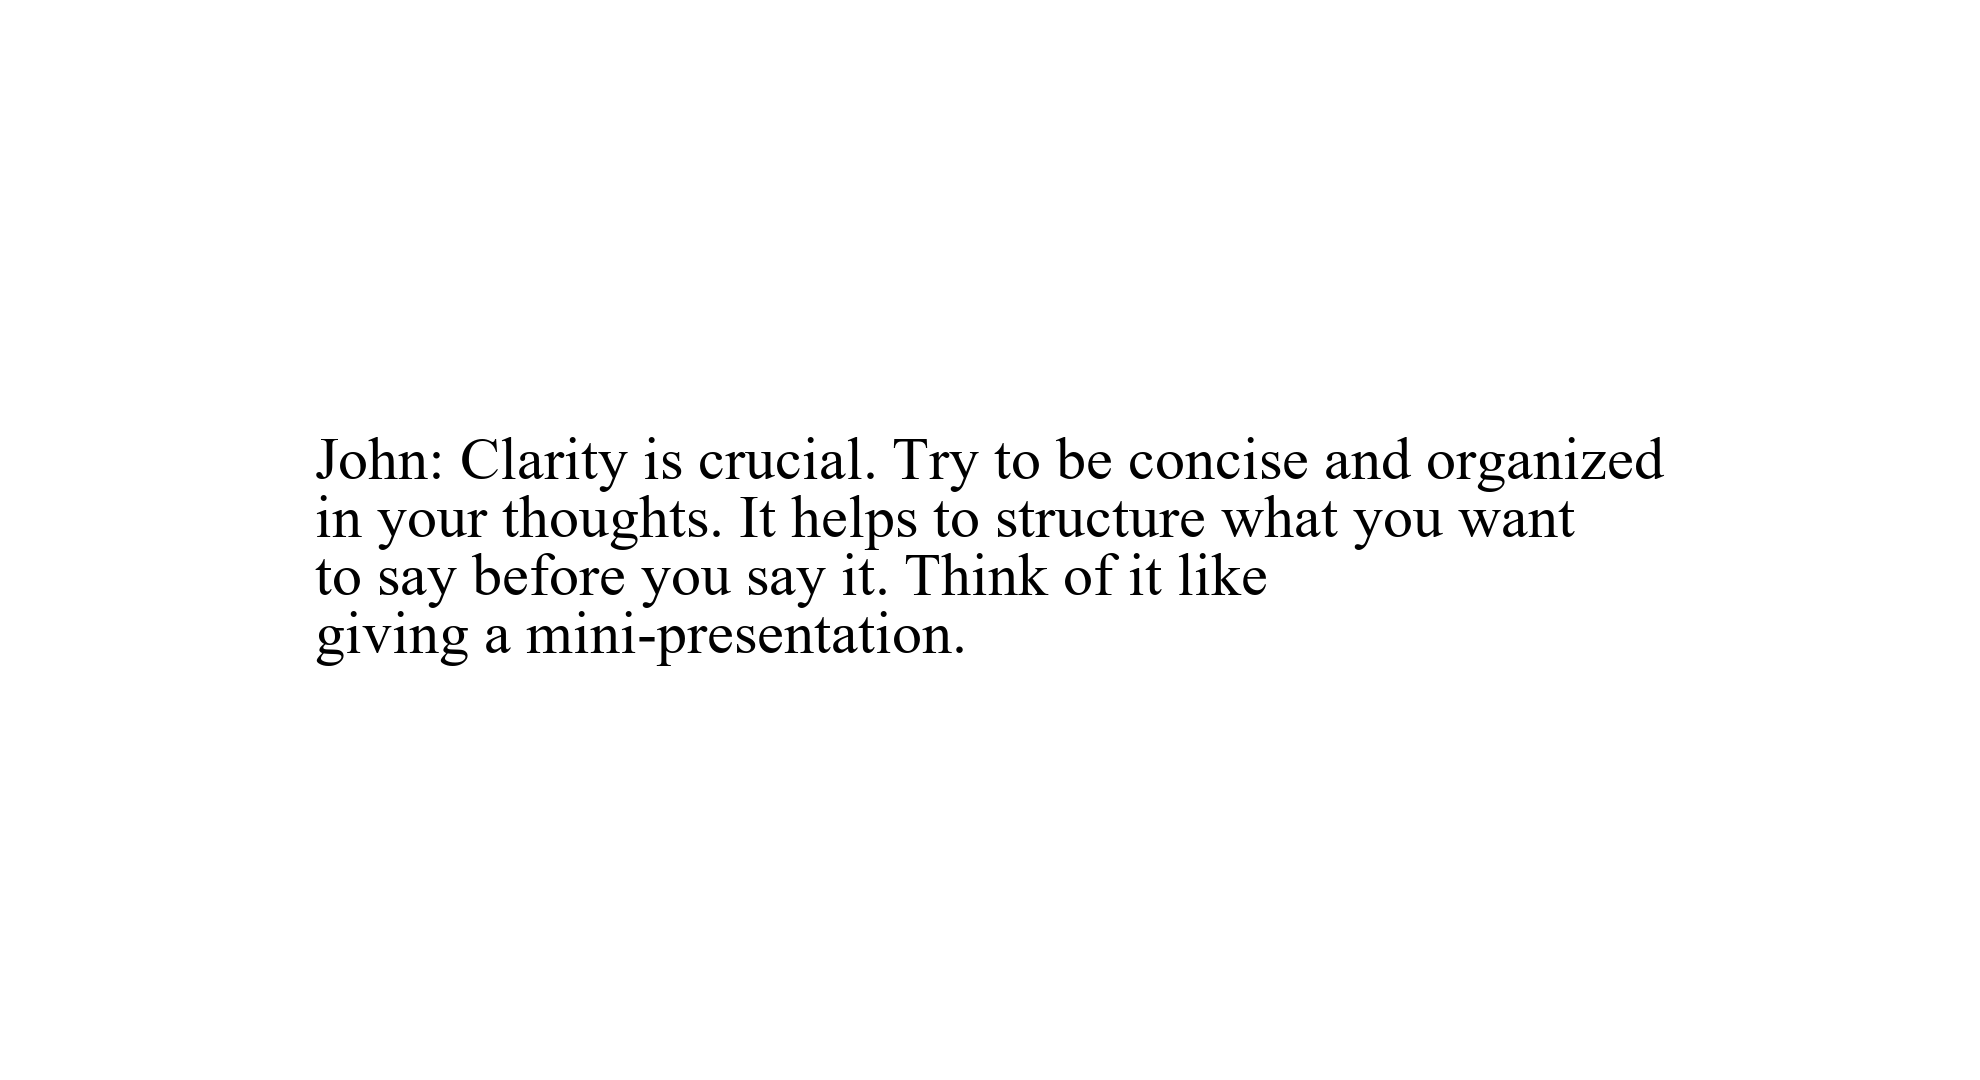 John: Clarity is crucial. Try to be concise and organized
in your thoughts. It helps to structure what you want
to say before you say it. Think of it like
giving a mini-presentation.